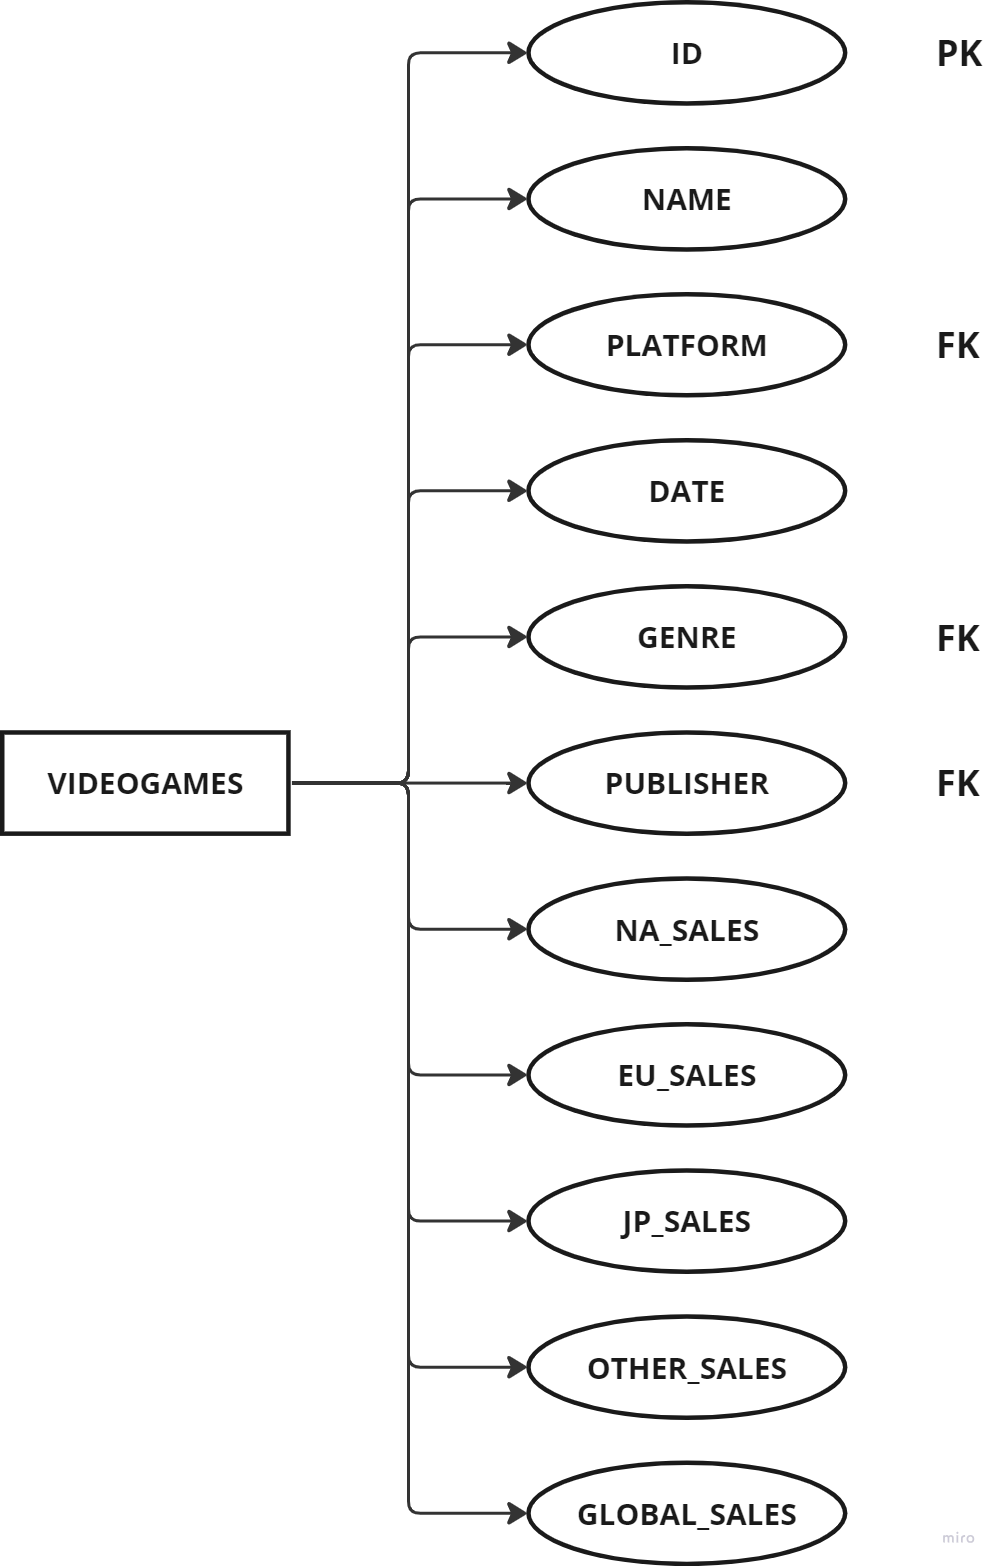 ID PK
NAME
PLATFORM FK
DATE
GENRE FK
VIDEOGAMES PUBLISHER FK
NA_SALES
EU_SALES
JP_SALES
OTHER_SALES
GLOBAL_SALES
miro